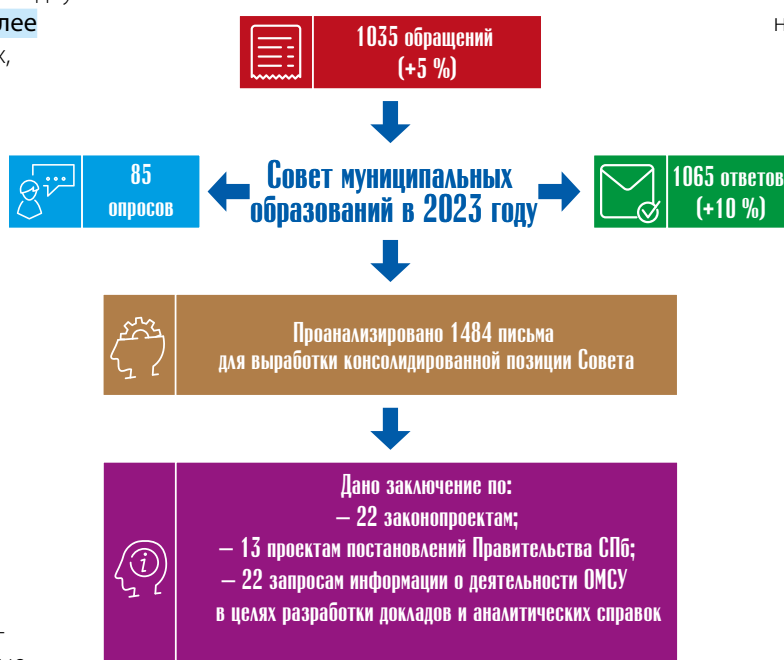 лее
х,
1035 обращений
(+5 %)
85
опросов
Совет муниципальных
образований в 2023 году
1065 ответов
(+10 %)
Проанализировано 1484 письма
для выработки консолидированной позиции Совета
Дано заключение по:
– 22 законопроектам;
– 13 проектам постановлений Правительства СПб;
– 22 запросам информации о деятельности ОМСУ
в целях разработки докладов и аналитических справок